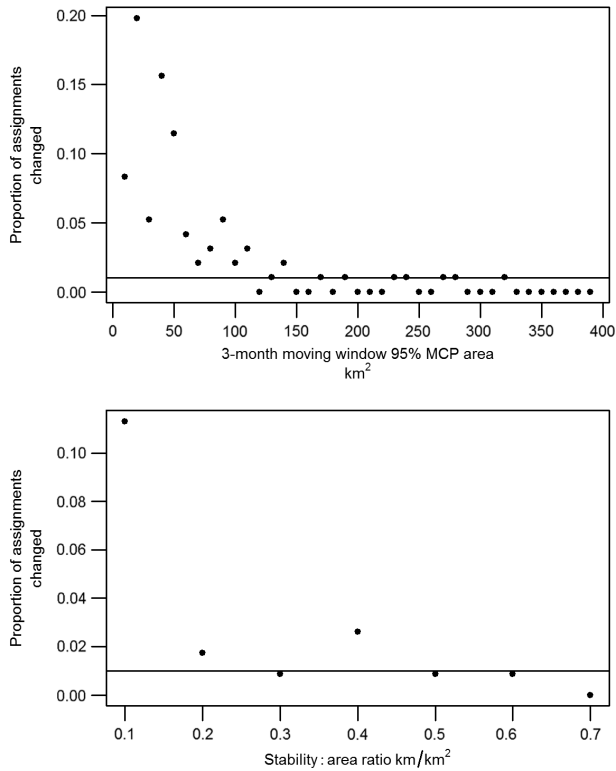 0.20
0.15
0.10
0.05
0.00
Proportion of assignments
changed
0 50 100 150 200 250 300 350 400
3-month moving window 95% MCP area
km²
0.10
0.08
0.06
0.04
0.02
0.00
Proportion of assignments
changed
0.1 0.2 0.3 0.4 0.5 0.6 0.7
Stability: area ratio km/km²